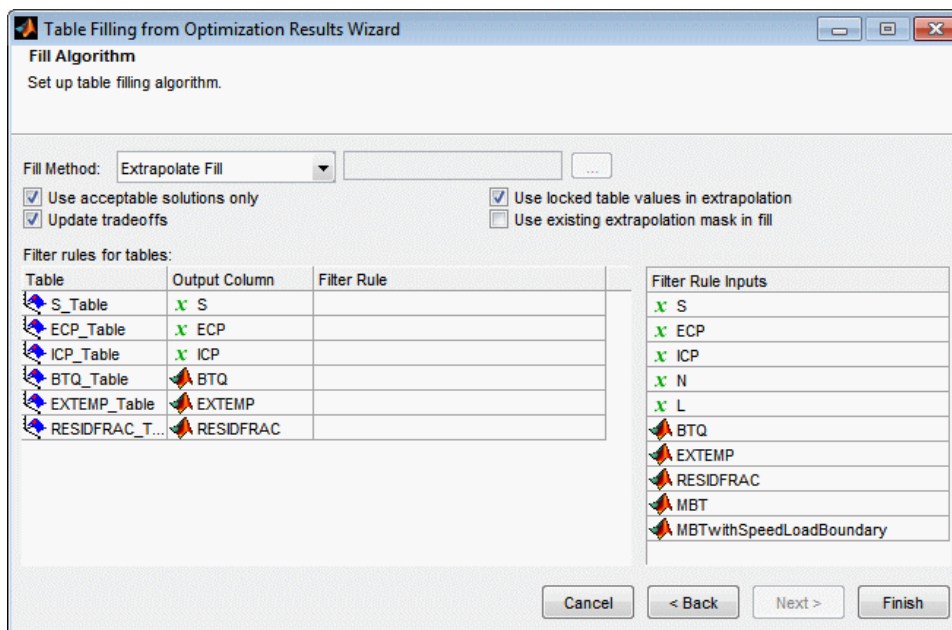 Table Filling from Optimization Results Wizard
Fill Algorithm
Set up table filling algorithm.
Fill Method: Extrapolate Fill ...
Use acceptable solutions only Use locked table values in extrapolation
Update tradeoffs Use existing extrapolation mask in fill
Filter rules for tables:
Table Output Column Filter Rule Filter Rule Inputs
S_Table x S x S
ECP_Table x ECP x ECP
ICP_Table x ICP x ICP
BTQ_Table BTQ x N
EXTEMP_Table EXTEMP x L
RESIDFRAC_T... RESIDFRAC BTQ
EXTEMP
RESIDFRAC
MBT
MBTwithSpeedLoadBoundary
Cancel < Back Next > Finish